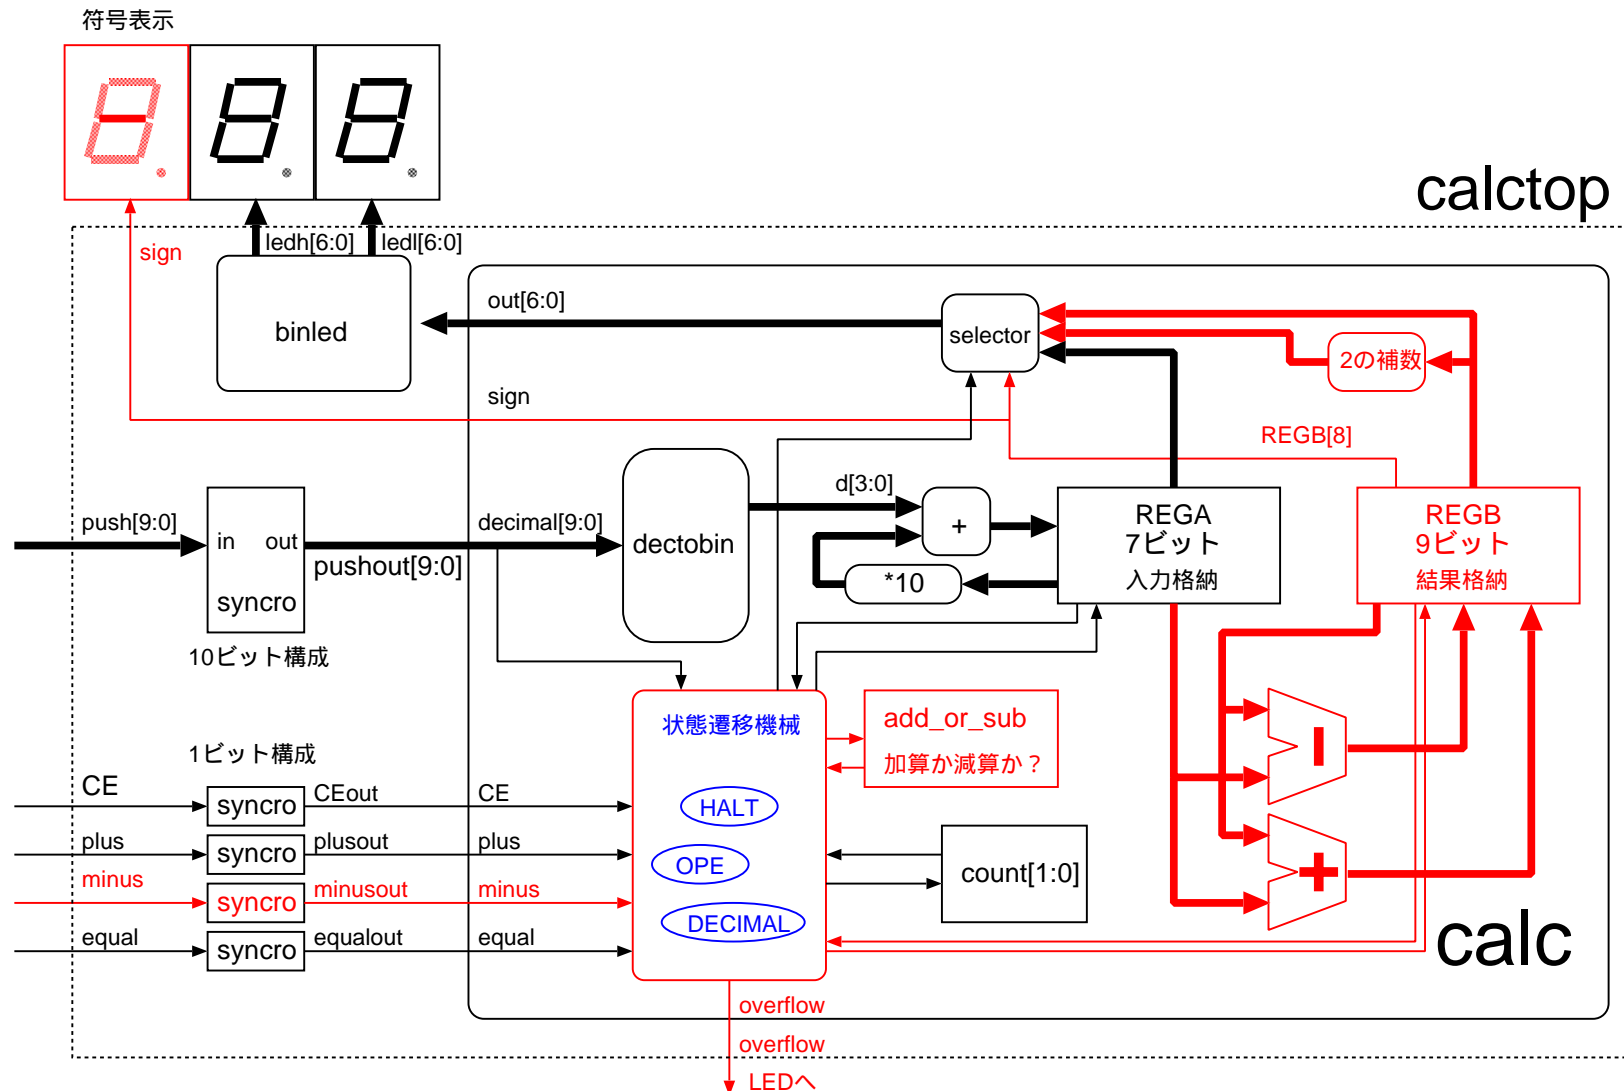 符号表示
calctop
sign
ledh[6:0]
ledl[6:0]
binled
out[6:0]
selector
2の補数
sign
REGB[8]
push[9:0]
in
out
syncro
pushout[9:0]
decimal[9:0]
dectobin
d[3:0]
+
*10
REGA
7ビット
入力格納
REGB
9ビット
結果格納
10ビット構成
1ビット構成
状態遷移機械
add_or_sub
加算か減算か？
CE
syncro
CEout
CE
HALT
plus
syncro
plusout
plus
OPE
count[1:0]
minus
syncro
minusout
minus
DECIMAL
equal
syncro
equalout
equal
calc
overflow
overflow
LEDへ